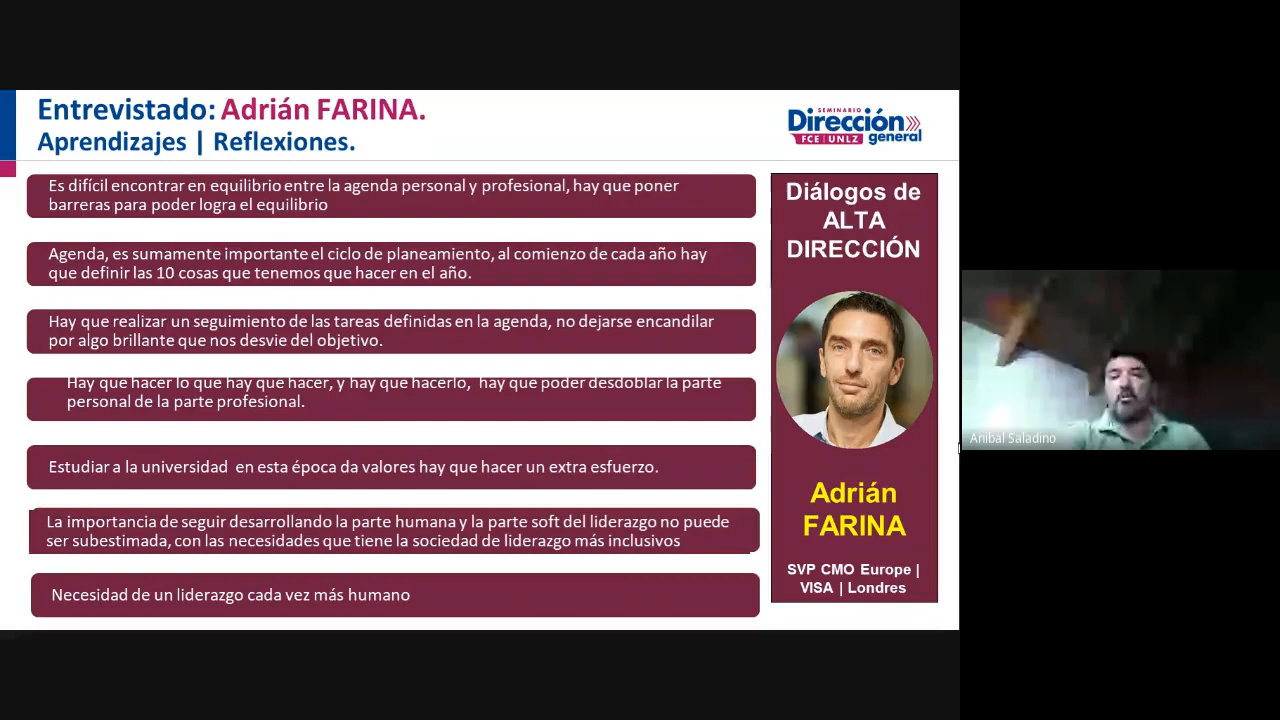 Entrevistado: Adrián FARINA.
Aprendizajes | Reflexiones.
SEMINARIO
Dirección
general
FCE | UNLZ
Es difícil encontrar en equilibrio entre la agenda personal y profesional, hay que poner
barreras para poder logra el equilibrio
Agenda, es sumamente importante el ciclo de planeamiento, al comienzo de cada año hay
que definir las 10 cosas que tenemos que hacer en el año.
Hay que realizar un seguimiento de las tareas definidas en la agenda, no dejarse encandilar
por algo brillante que nos desvie del objetivo.
Hay que hacer lo que hay que hacer, y hay que hacerlo, hay que poder desdoblar la parte
personal de la parte profesional.
Estudiar a la universidad en esta época da valores hay que hacer un extra esfuerzo.
La importancia de seguir desarrollando la parte humana y la parte soft del liderazgo no puede
ser subestimada, con las necesidades que tiene la sociedad de liderazgo más inclusivos
Necesidad de un liderazgo cada vez más humano
Diálogos de
ALTA
DIRECCIÓN
Adrián
FARINA
SVP CMO Europe |
VISA | Londres
Anibal Saladino